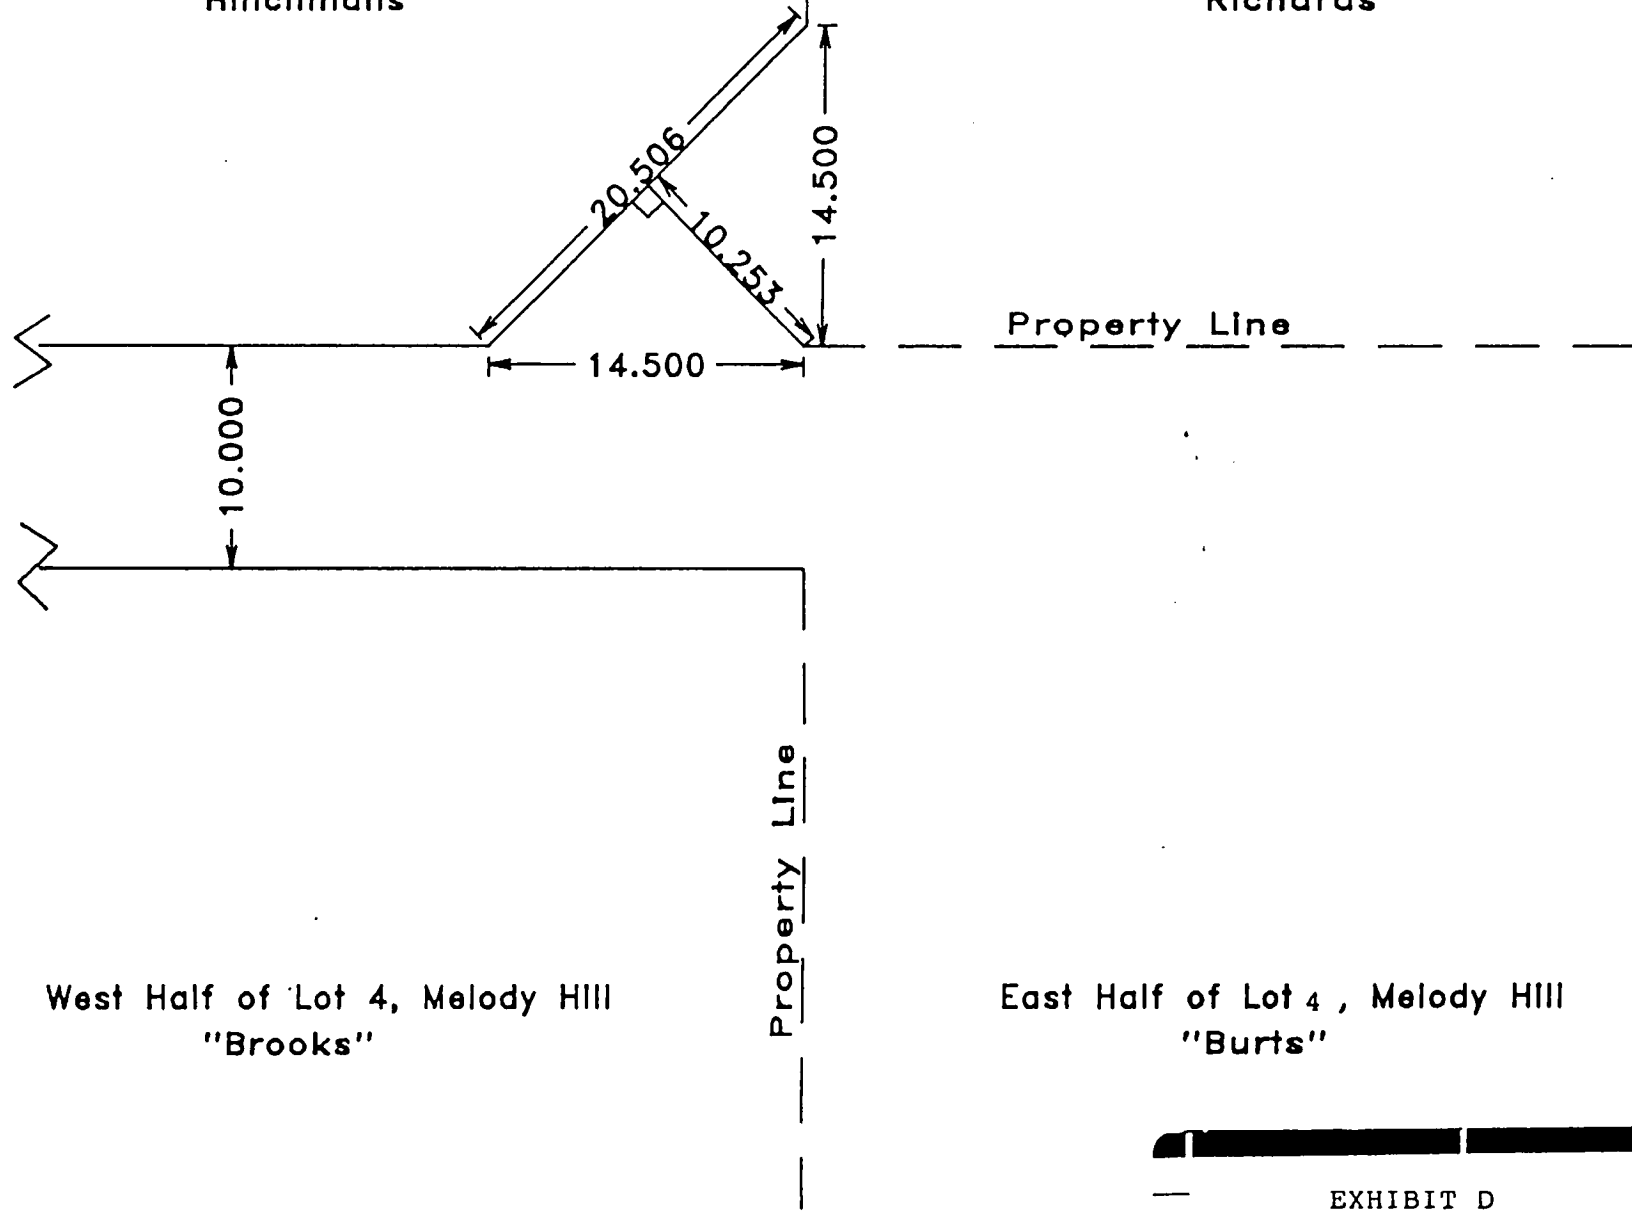 Richards
20.506
14.500
10.253
Property Line
14.500
10.000
Property Line
West Half of Lot 4, Melody Hill
"Brooks"
East Half of Lot 4, Melody Hill
"Burts"
EXHIBIT D